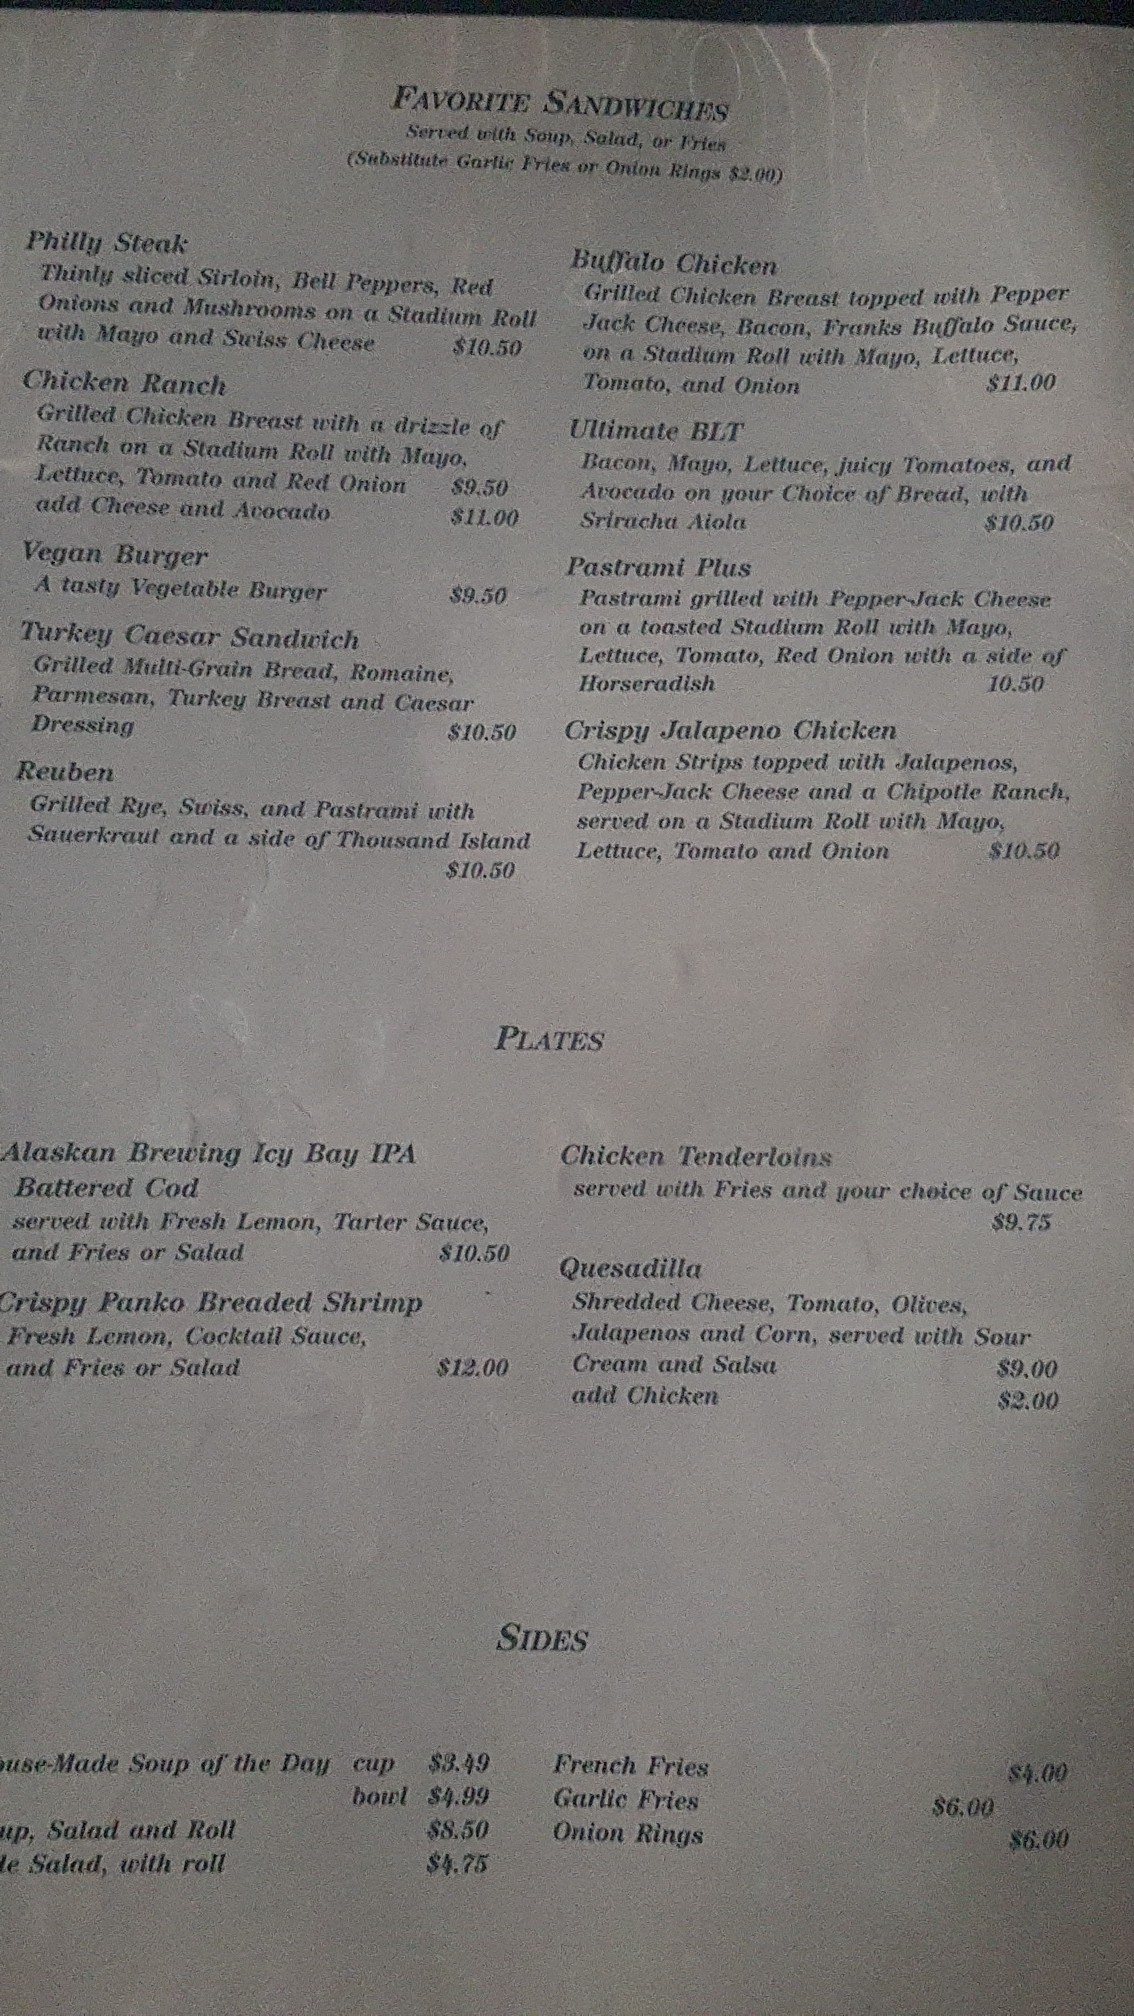 FAVORITE SANDWICHES
Served with Soup, Salad, or Fries
(Substitute Garlic Fries or Onion Rings $2.00)
Philly Steak
Thinly sliced Sirloin, Bell Peppers, Red
Onions and Mushrooms on a Stadium Roll
with Mayo and Swiss Cheese $10.50
Chicken Ranch
Grilled Chicken Breast with a drizzle of
Ranch on a Stadium Roll with Mayo,
Lettuce, Tomato and Red Onion $9.50
add Cheese and Avocado $11.00
Vegan Burger
A tasty Vegetable Burger $9.50
Turkey Caesar Sandwich
Grilled Multi-Grain Bread, Romaine,
Parmesan, Turkey Breast and Caesar
Dressing $10.50
Reuben
Grilled Rye, Swiss, and Pastrami with
Sauerkraut and a side of Thousand Island
$10.50
Buffalo Chicken
Grilled Chicken Breast topped with Pepper
Jack Cheese, Bacon, Franks Buffalo Sauce,
on a Stadium Roll with Mayo, Lettuce,
Tomato, and Onion $11.00
Ultimate BLT
Bacon, Mayo, Lettuce, juicy Tomatoes, and
Avocado on your Choice of Bread, with
Sriracha Aiola $10.50
Pastrami Plus
Pastrami grilled with Pepper-Jack Cheese
on a toasted Stadium Roll with Mayo,
Lettuce, Tomato, Red Onion with a side of
Horseradish 10.50
Crispy Jalapeno Chicken
Chicken Strips topped with Jalapenos,
Pepper-Jack Cheese and a Chipotle Ranch,
served on a Stadium Roll with Mayo,
Lettuce, Tomato and Onion $10.50
PLATES
Alaskan Brewing Icy Bay IPA
Battered Cod
served with Fresh Lemon, Tarter Sauce,
and Fries or Salad $10.50
Crispy Panko Breaded Shrimp
Fresh Lemon, Cocktail Sauce,
and Fries or Salad $12.00
Chicken Tenderloins
served with Fries and your choice of Sauce
$9.75
Quesadilla
Shredded Cheese, Tomato, Olives,
Jalapenos and Corn, served with Sour
Cream and Salsa $9.00
add Chicken $2.00
SIDES
ouse-Made Soup of the Day cup $3.49
bowl $4.99
up, Salad and Roll $8.50
de Salad, with roll $4.75
French Fries $4.00
Garlic Fries $6.00
Onion Rings $6.00